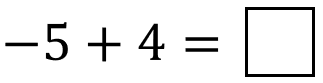 −5 + 4 = □